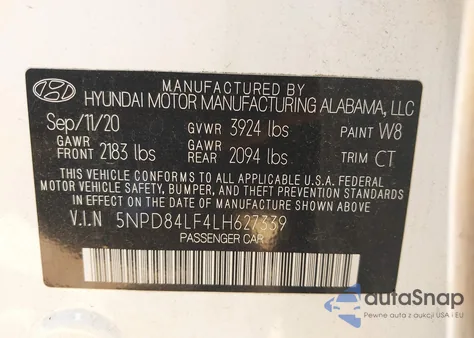 MANUFACTURED BY
HYUNDAI MOTOR MANUFACTURING ALABAMA, LLC
Sep/11/20 GVWR 3924 lbs PAINT W8
GAWR FRONT 2183 lbs GAWR REAR 2094 lbs TRIM CT
THIS VEHICLE CONFORMS TO ALL APPLICABLE U.S.A. FEDERAL
MOTOR VEHICLE SAFETY, BUMPER, AND THEFT PREVENTION STANDARDS
IN EFFECT ON THE DATE OF MANUFACTURE SHOWN ABOVE.
V.I.N 5NPD84LF4LH627339
PASSENGER CAR
autoSnap
Pewne auta z USA i EU